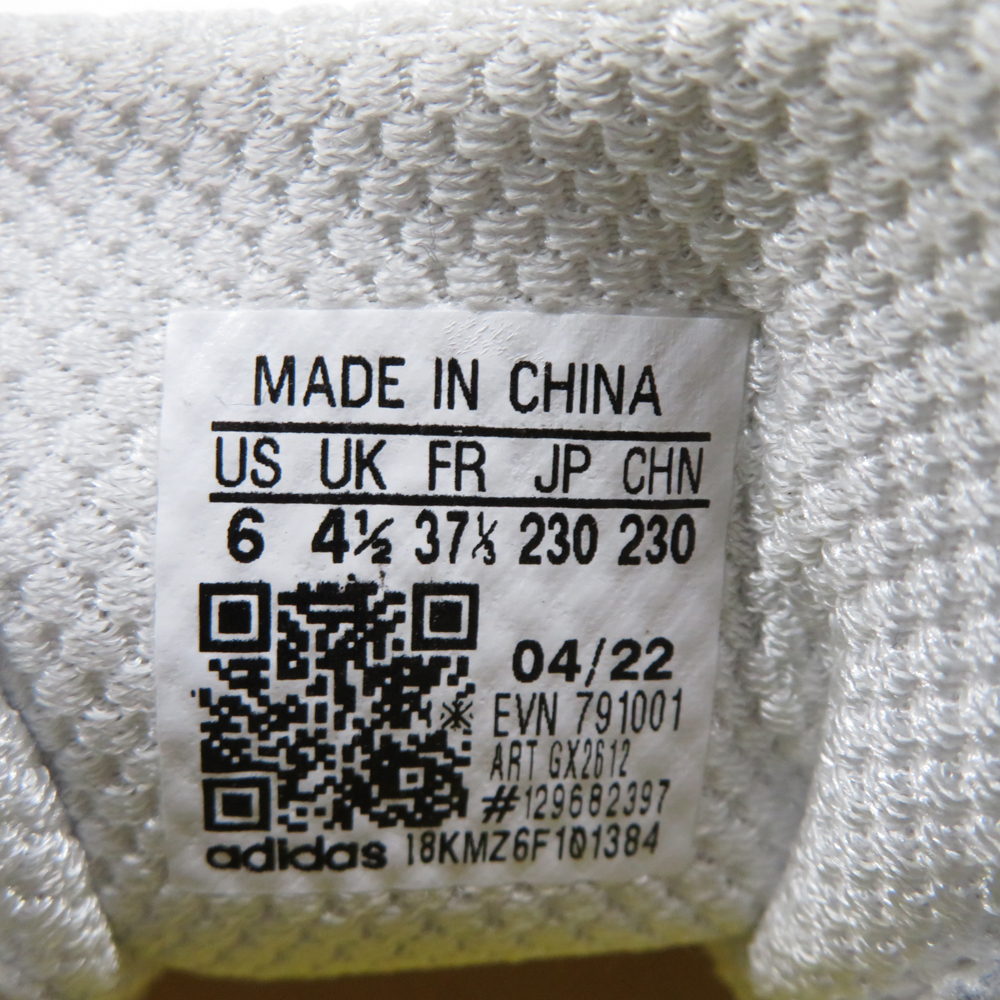 MADE IN CHINA
US UK FR JP CHN
6 4½ 37⅓ 230 230
04/22
EVN 791001
ART GX2612
#129682397
adidas 18KMZ6F101384